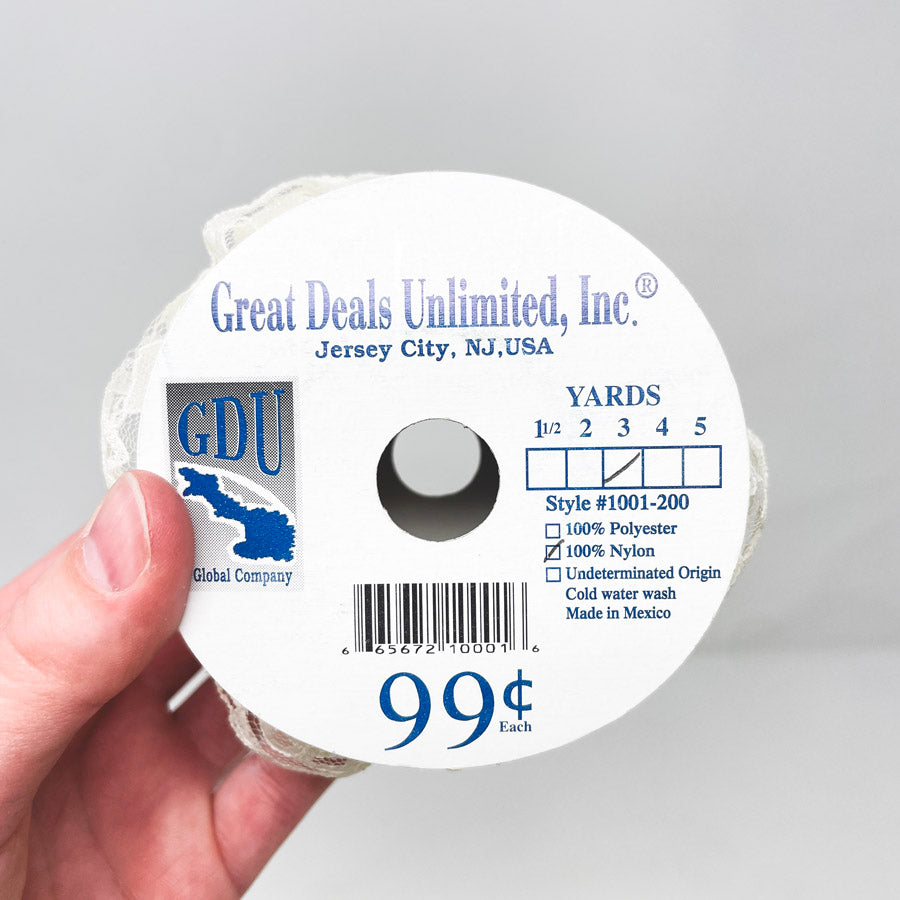 Great Deals Unlimited, Inc.®
Jersey City, NJ,USA
GDU
Global Company
YARDS
1 1/2 2 3 4 5
Style #1001-200
100% Polyester
100% Nylon
Undeterminated Origin
Cold water wash
Made in Mexico
6 65672 10001 6
99¢
Each